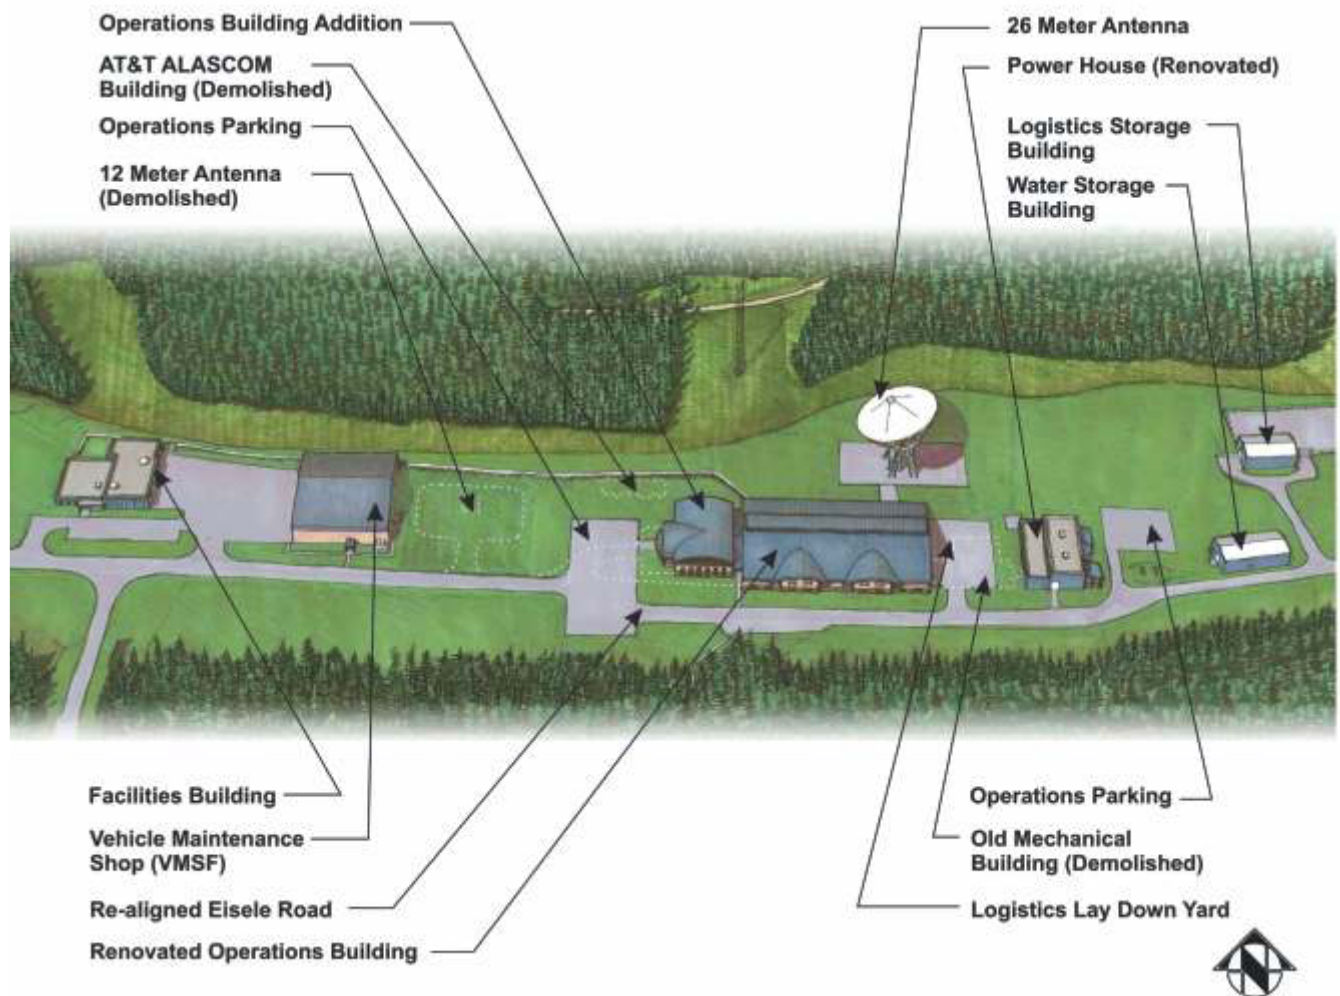 Operations Building Addition
AT&T ALASCOM
Building (Demolished)
Operations Parking
12 Meter Antenna
(Demolished)
26 Meter Antenna
Power House (Renovated)
Logistics Storage
Building
Water Storage
Building
Facilities Building
Vehicle Maintenance
Shop (VMSF)
Re-aligned Eisele Road
Renovated Operations Building
Operations Parking
Old Mechanical
Building (Demolished)
Logistics Lay Down Yard
N